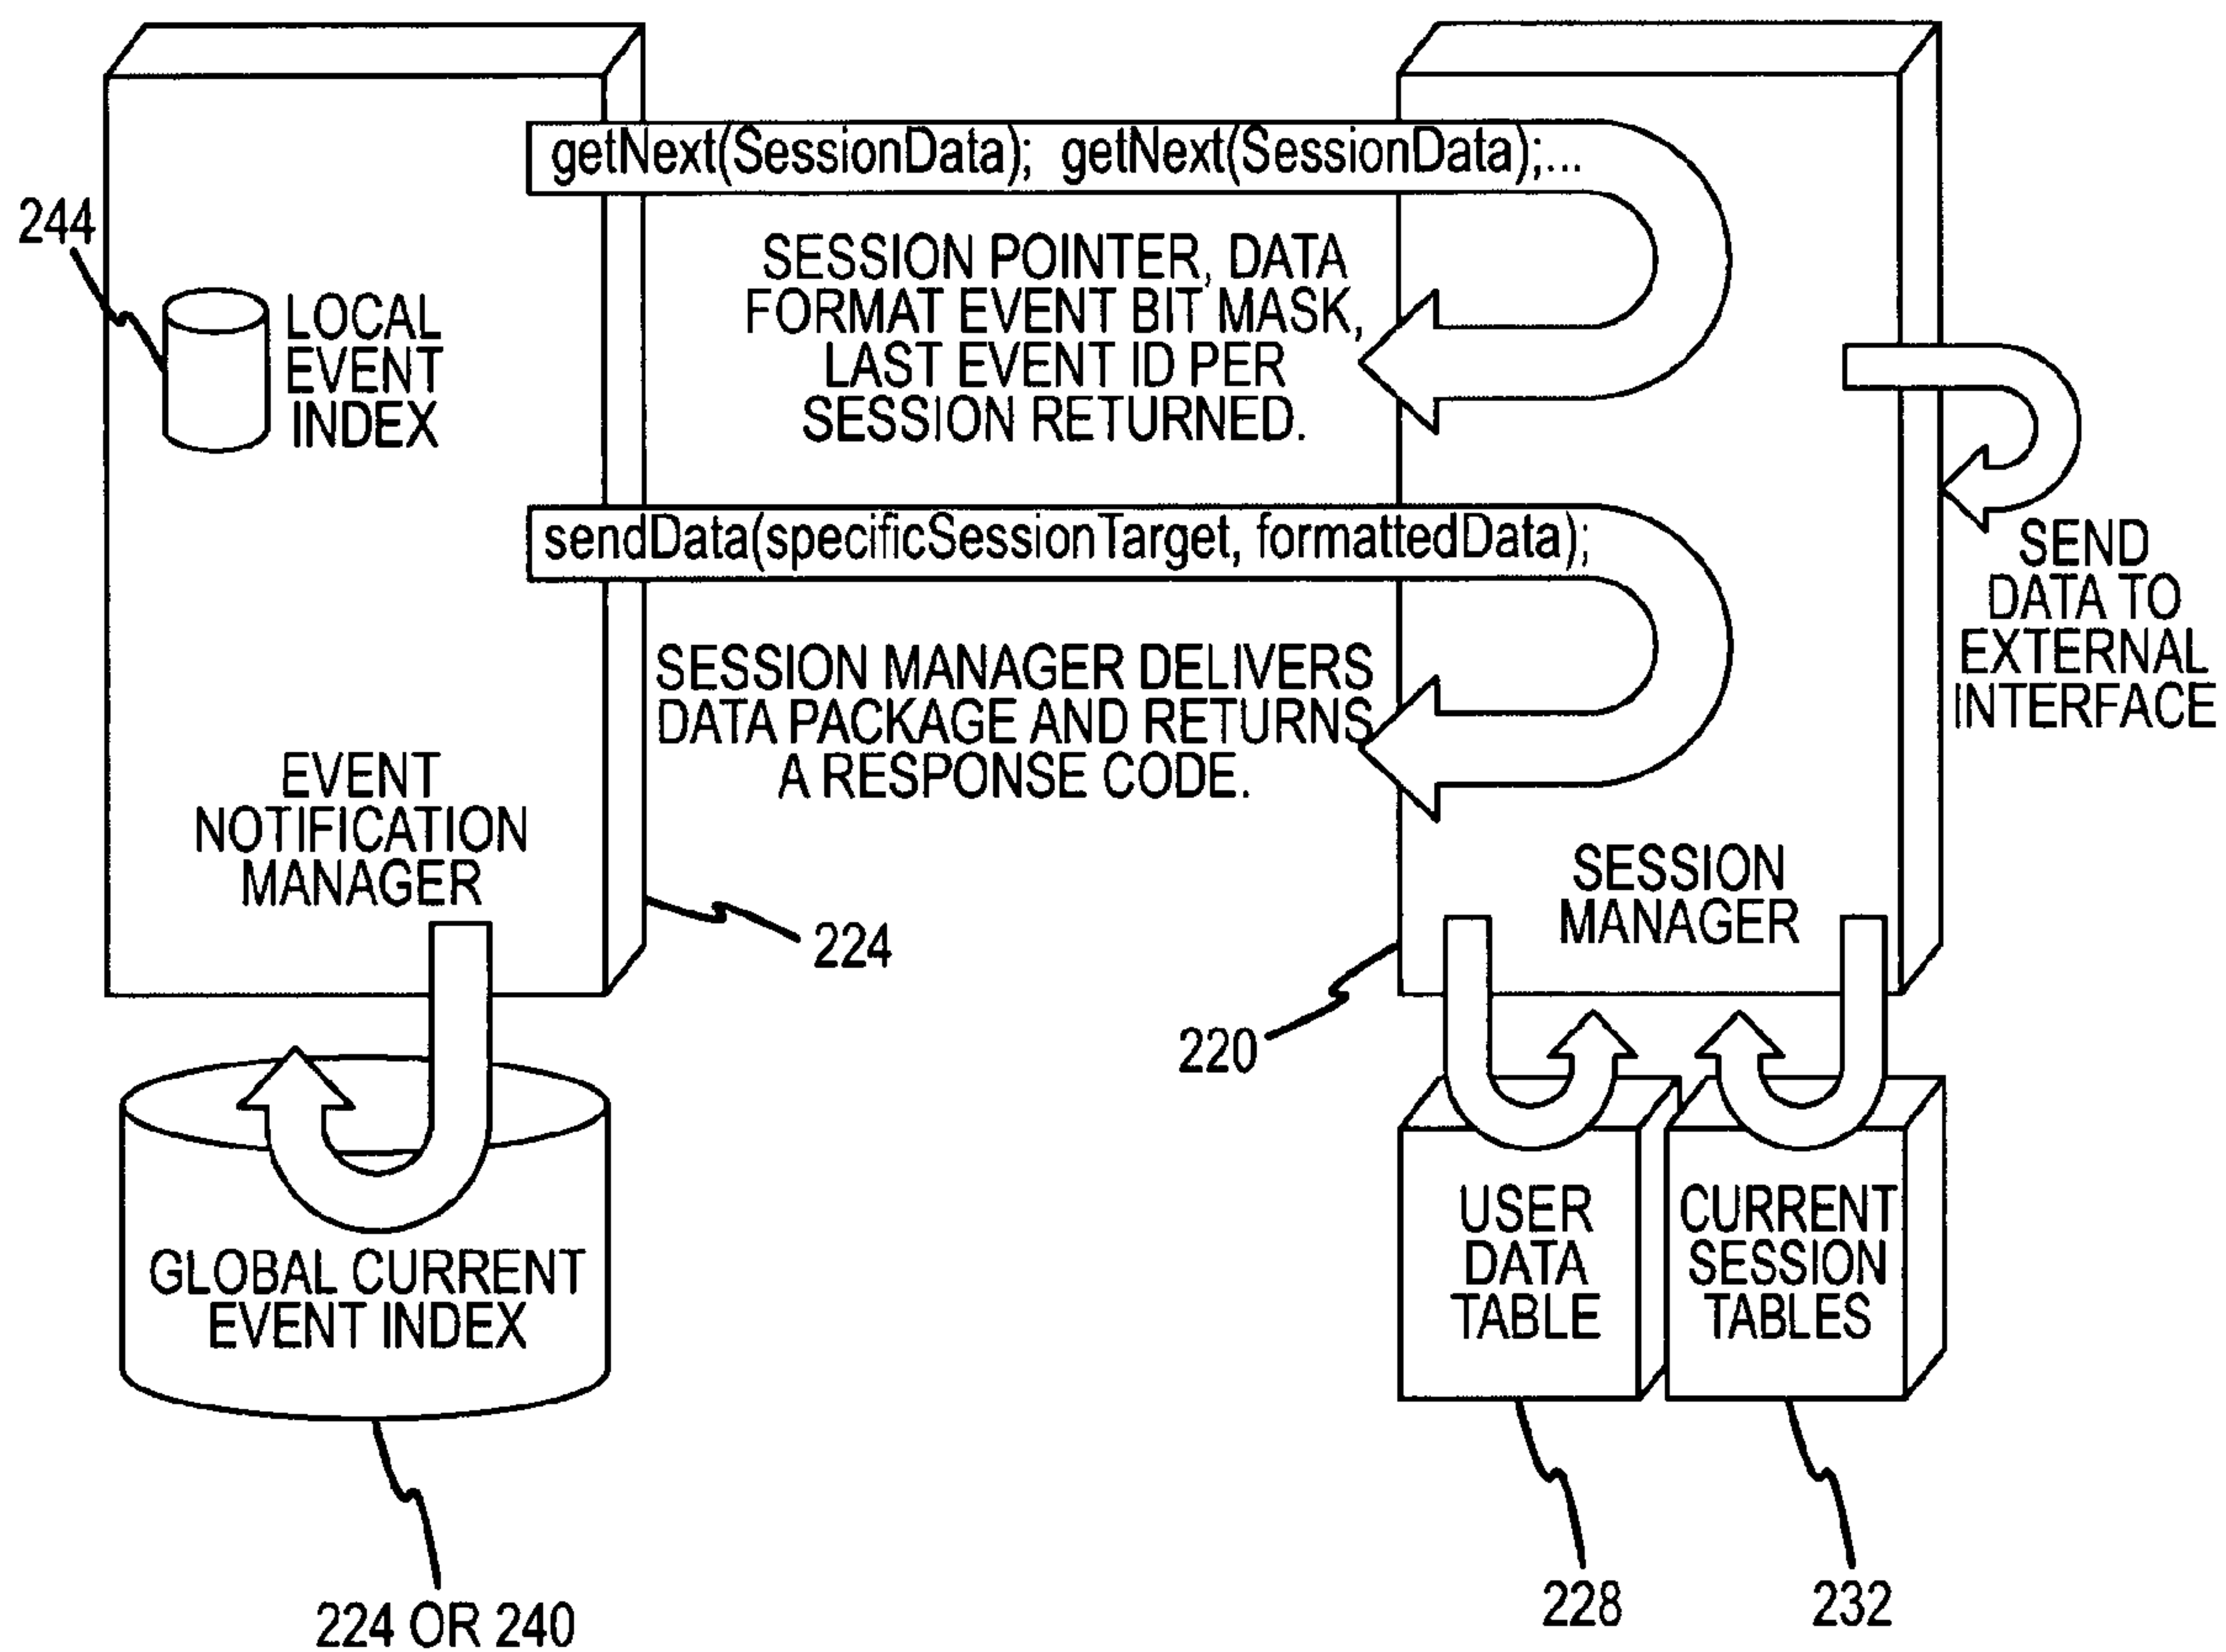 getNext(SessionData); getNext(SessionData);...
244
LOCAL
EVENT
INDEX
SESSION POINTER, DATA
FORMAT EVENT BIT MASK,
LAST EVENT ID PER
SESSION RETURNED.
sendData(specificSessionTarget, formattedData);
SEND
DATA TO
EXTERNAL
INTERFACE
SESSION MANAGER DELIVERS
DATA PACKAGE AND RETURNS
A RESPONSE CODE.
EVENT
NOTIFICATION
MANAGER
224
SESSION
MANAGER
220
GLOBAL CURRENT
EVENT INDEX
USER
DATA
TABLE
CURRENT
SESSION
TABLES
224 OR 240
228
232